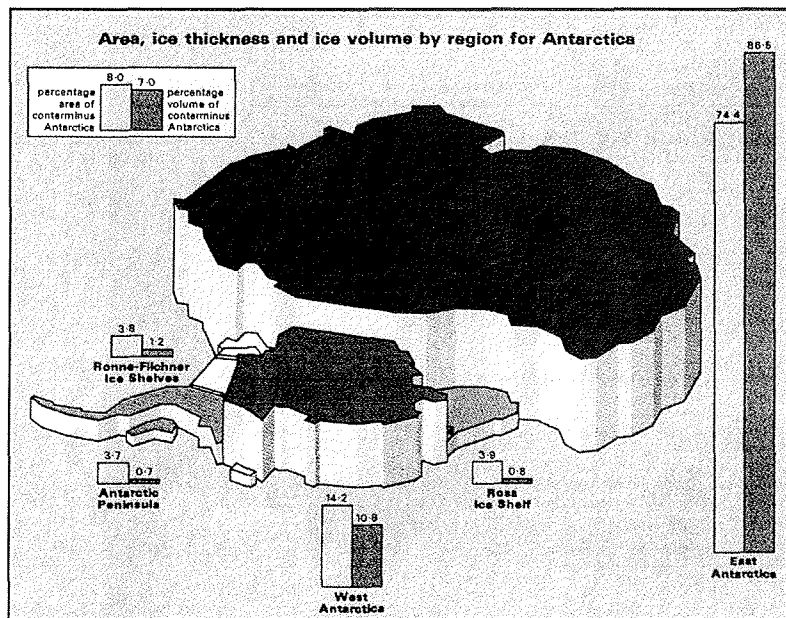 Area, ice thickness and ice volume by region for Antarctica
8·0 7·0
percentage
area of
conterminus
Antarctica
percentage
volume of
conterminus
Antarctica
86·5
74·4
3·8 1·2
Ronne-Filchner
Ice Shelves
3·7 0·7
Antarctic
Peninsula
3·9 0·8
Ross
Ice Shelf
14·2
10·8
West
Antarctica
East
Antarctica